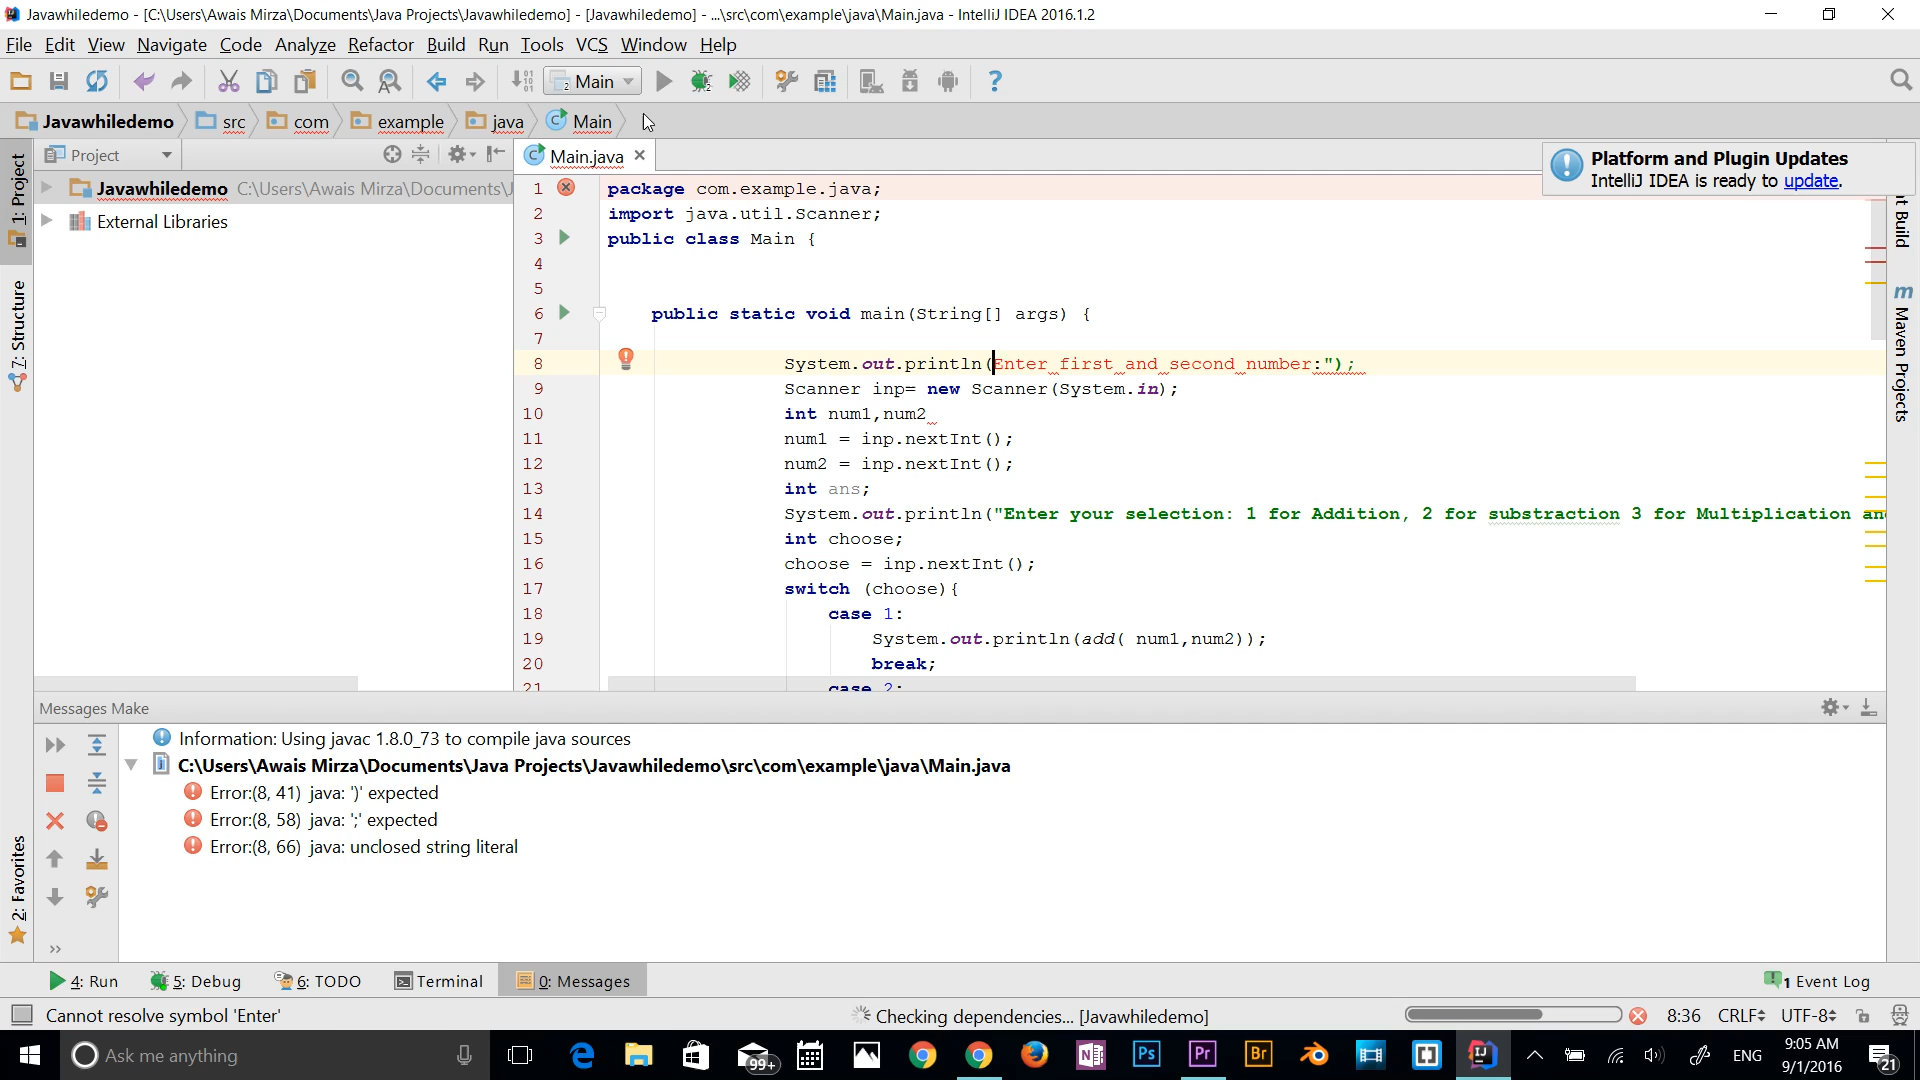 Javawhiledemo - [C:\Users\Awais Mirza\Documents\Java Projects\Javawhiledemo] - [Javawhiledemo] - ...\src\com\example\java\Main.java - IntelliJ IDEA 2016.1.2
File Edit View Navigate Code Analyze Refactor Build Run Tools VCS Window Help
Main
Javawhiledemo src com example java Main
Project
Main.java
Platform and Plugin Updates
IntelliJ IDEA is ready to update.
1: Project
7: Structure
2: Favorites
Javawhiledemo C:\Users\Awais Mirza\Documents\J
External Libraries
1 package com.example.java;
2 import java.util.Scanner;
3 public class Main {
4
5
6 public static void main(String[] args) {
7
8 System.out.println(Enter first and second number:");
9 Scanner inp= new Scanner(System.in);
10 int num1,num2
11 num1 = inp.nextInt();
12 num2 = inp.nextInt();
13 int ans;
14 System.out.println("Enter your selection: 1 for Addition, 2 for substraction 3 for Multiplication an
15 int choose;
16 choose = inp.nextInt();
17 switch (choose){
18 case 1:
19 System.out.println(add( num1,num2));
20 break;
21 case 2:
t Build
m Maven Projects
Messages Make
Information: Using javac 1.8.0_73 to compile java sources
C:\Users\Awais Mirza\Documents\Java Projects\Javawhiledemo\src\com\example\java\Main.java
Error:(8, 41) java: ')' expected
Error:(8, 58) java: ';' expected
Error:(8, 66) java: unclosed string literal
4: Run 5: Debug 6: TODO Terminal 0: Messages 1 Event Log
Cannot resolve symbol 'Enter' Checking dependencies... [Javawhiledemo] 8:36 CRLF UTF-8
Ask me anything 99+ Ps Pr Br ENG 9:05 AM
9/1/2016 21